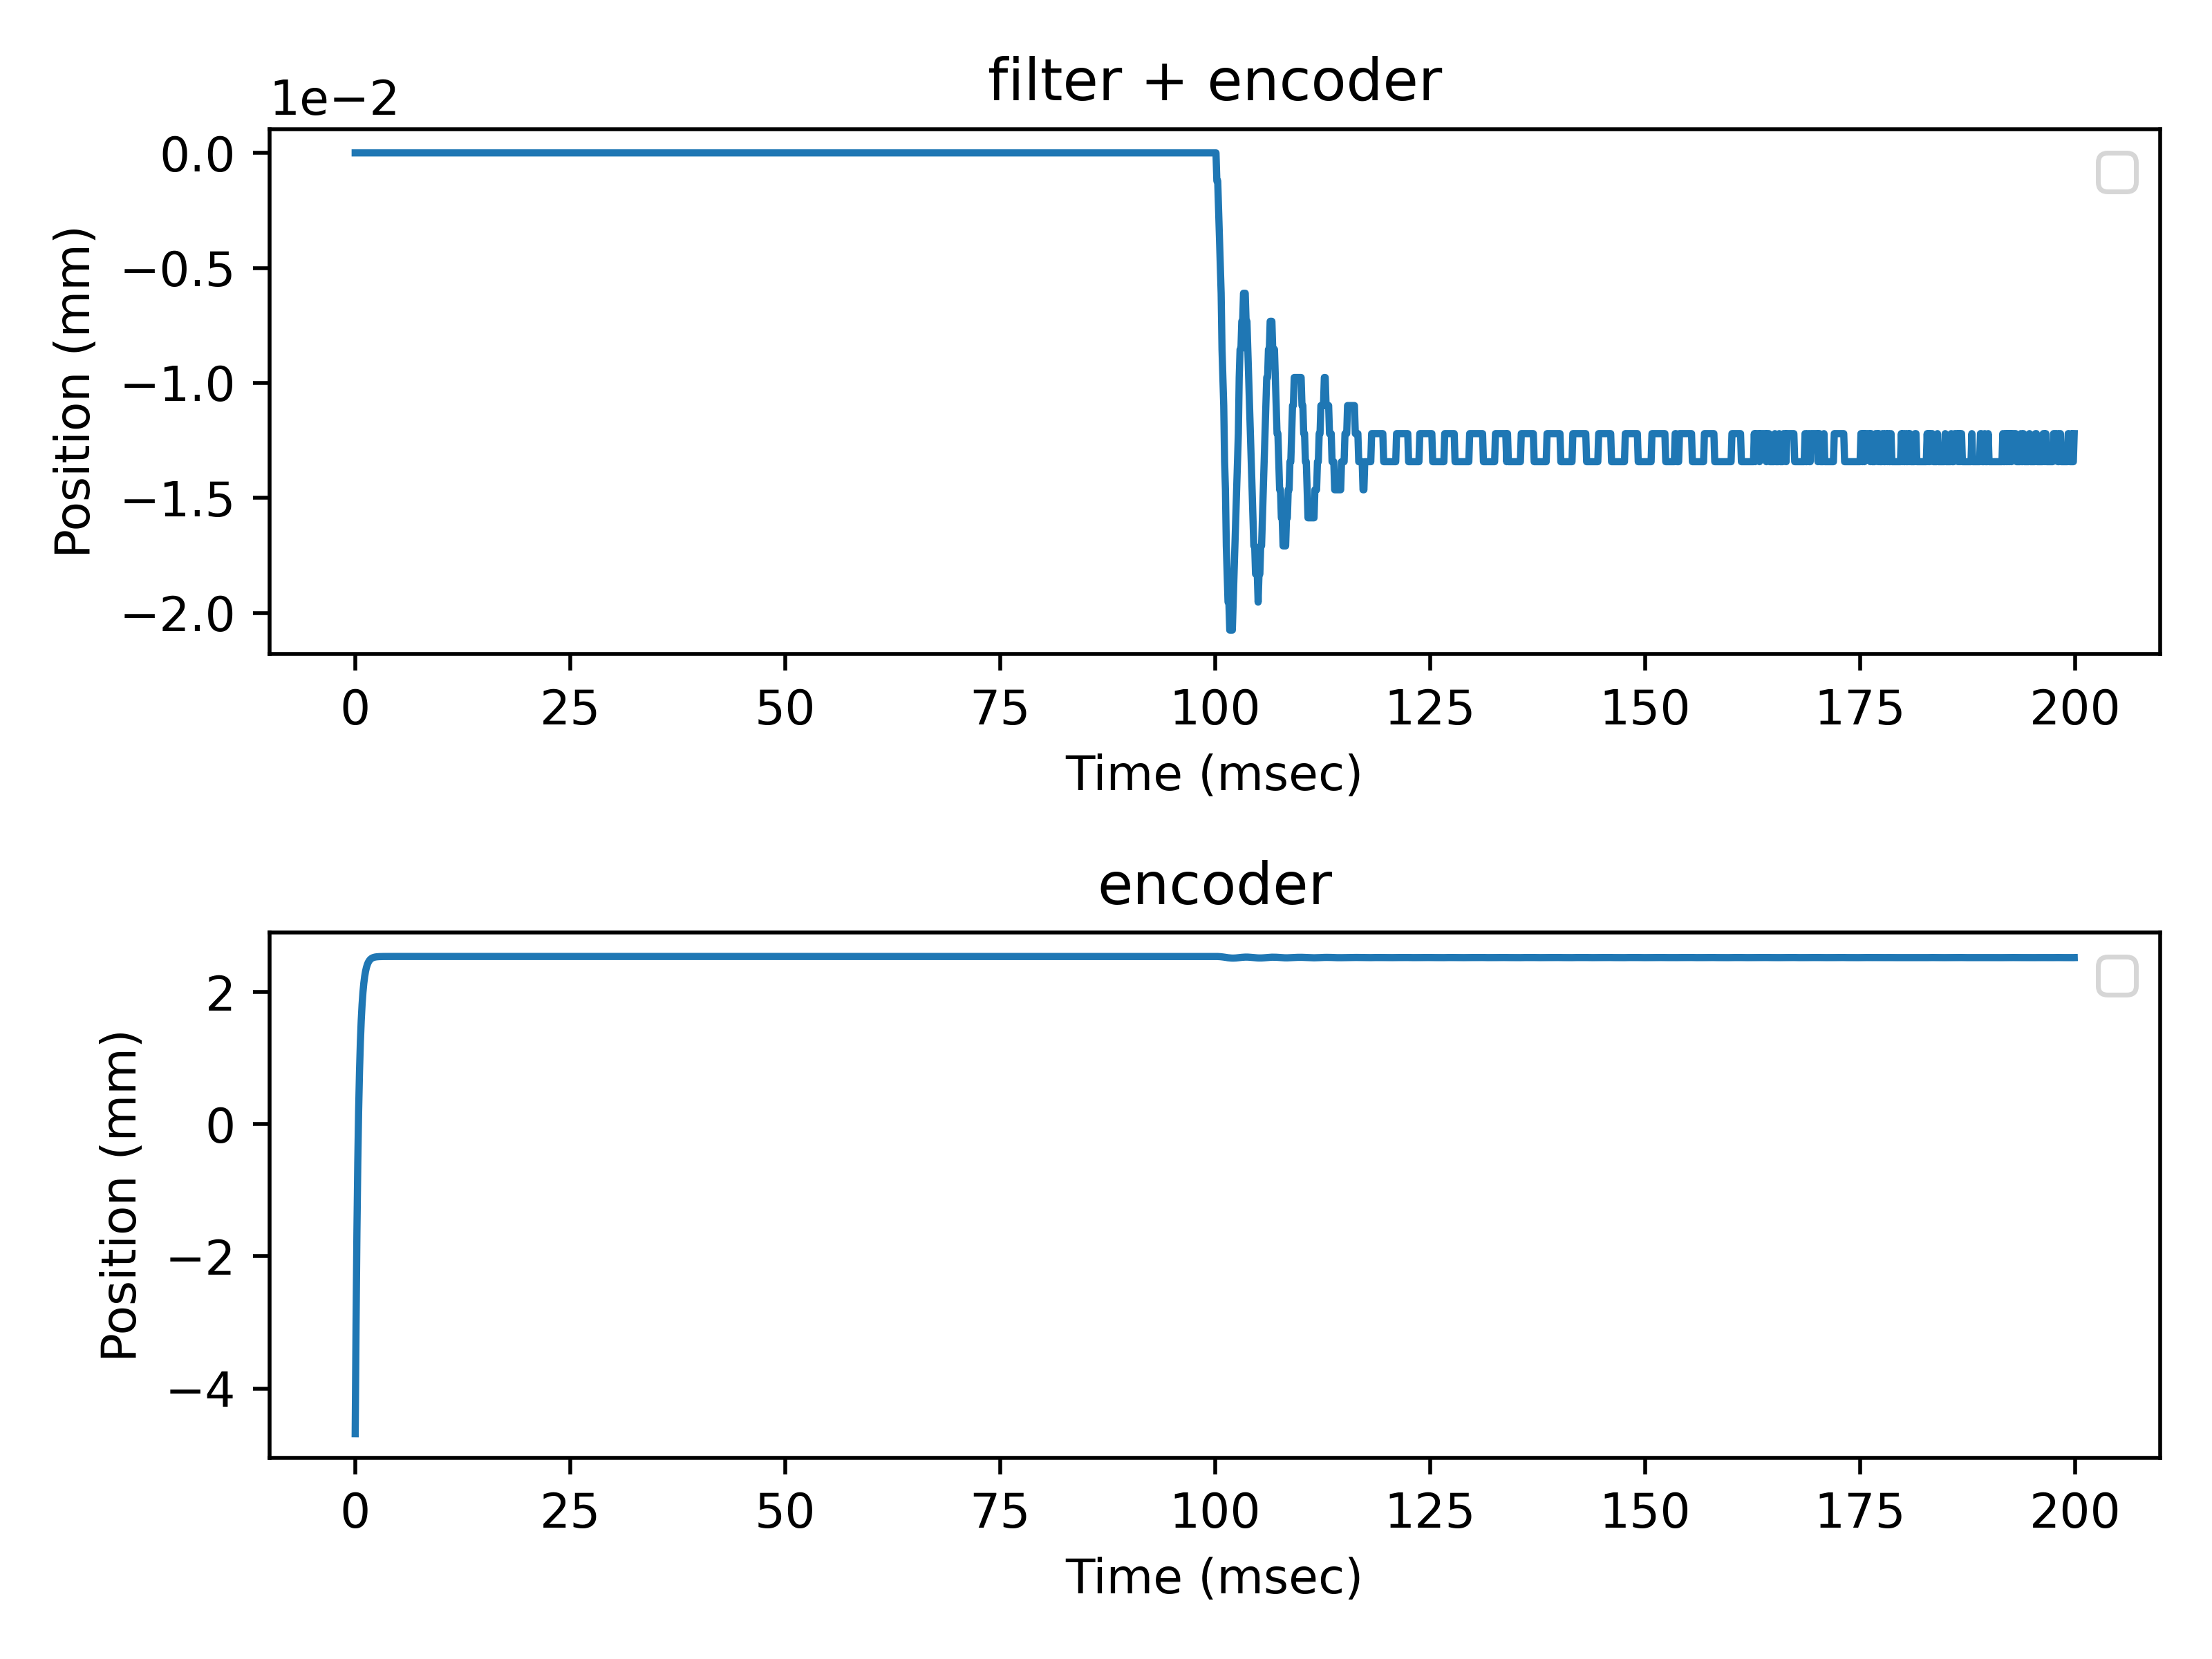 filter + encoder
1e−2
0.0
−0.5
−1.0
−1.5
−2.0
Position (mm)
0 25 50 75 100 125 150 175 200
Time (msec)
encoder
2
0
−2
−4
Position (mm)
0 25 50 75 100 125 150 175 200
Time (msec)